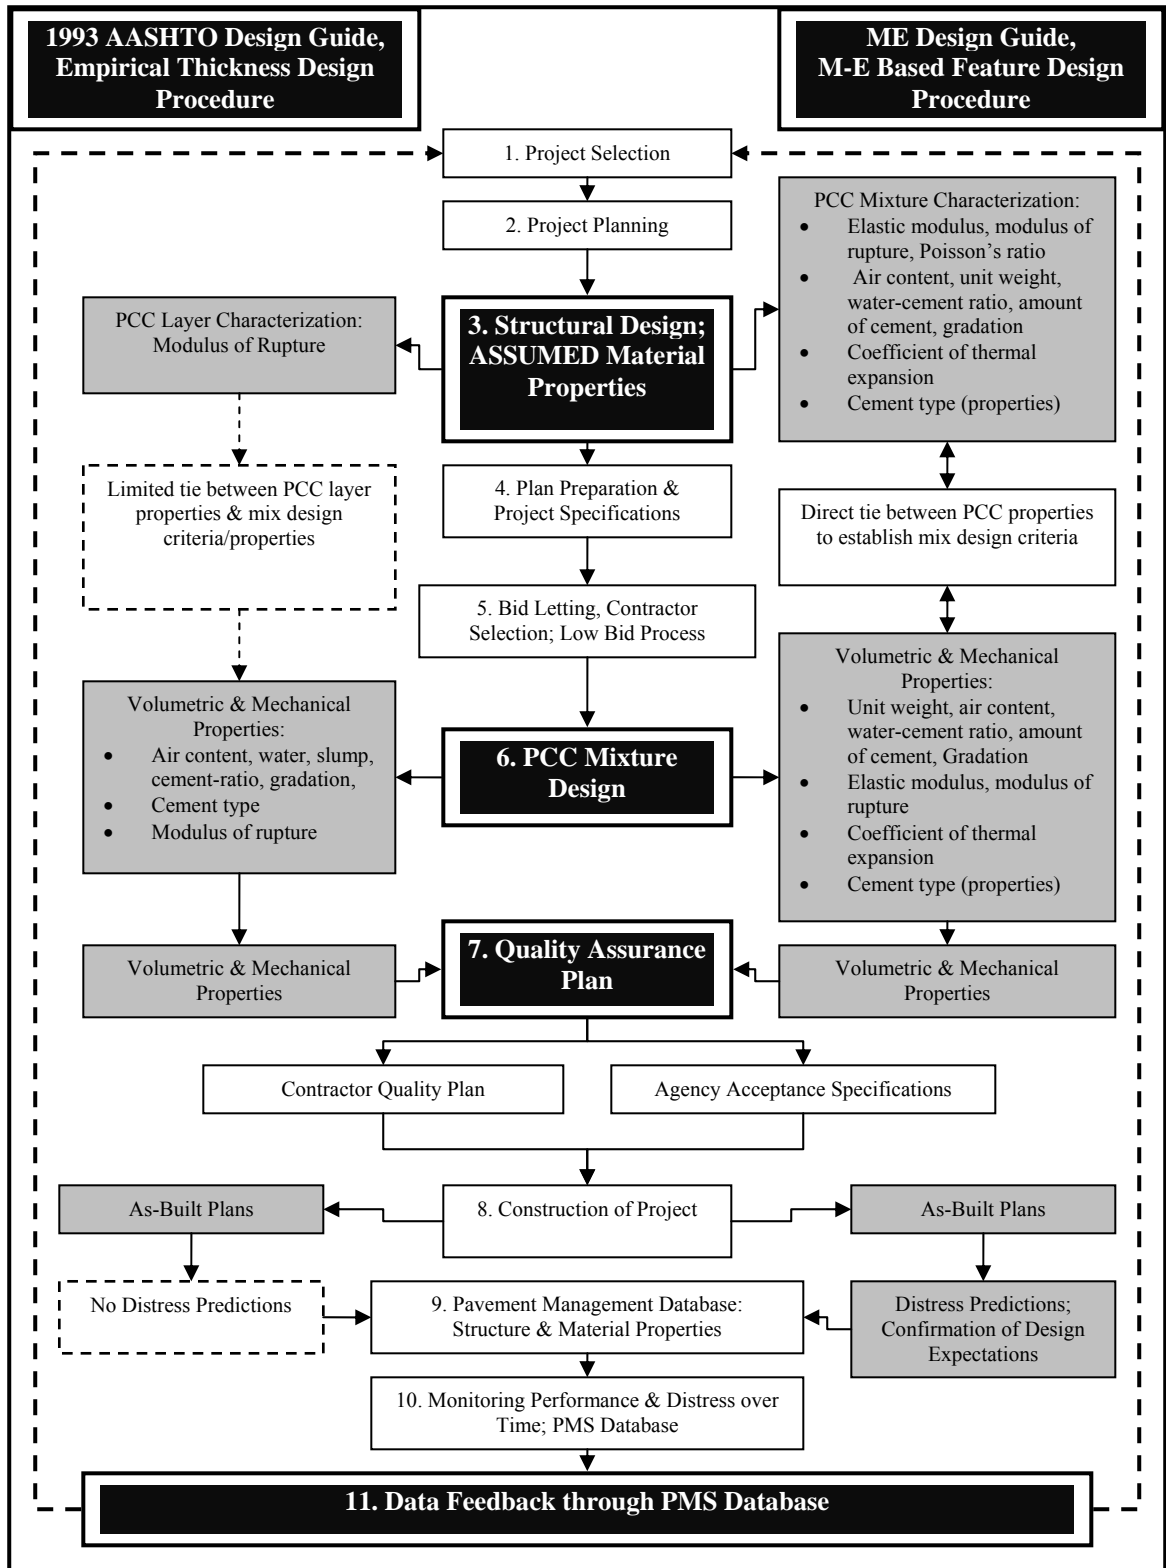 1993 AASHTO Design Guide,
Empirical Thickness Design
Procedure
ME Design Guide,
M-E Based Feature Design
Procedure
1. Project Selection
2. Project Planning
PCC Mixture Characterization:
• Elastic modulus, modulus of
rupture, Poisson’s ratio
• Air content, unit weight,
water-cement ratio, amount
of cement, gradation
• Coefficient of thermal
expansion
• Cement type (properties)
PCC Layer Characterization:
Modulus of Rupture
3. Structural Design;
ASSUMED Material
Properties
Limited tie between PCC layer
properties & mix design
criteria/properties
4. Plan Preparation &
Project Specifications
Direct tie between PCC properties
to establish mix design criteria
5. Bid Letting, Contractor
Selection; Low Bid Process
Volumetric & Mechanical
Properties:
• Air content, water, slump,
cement-ratio, gradation,
• Cement type
• Modulus of rupture
6. PCC Mixture
Design
Volumetric & Mechanical
Properties:
• Unit weight, air content,
water-cement ratio, amount
of cement, Gradation
• Elastic modulus, modulus of
rupture
• Coefficient of thermal
expansion
• Cement type (properties)
Volumetric & Mechanical
Properties
7. Quality Assurance
Plan
Volumetric & Mechanical
Properties
Contractor Quality Plan
Agency Acceptance Specifications
As-Built Plans
8. Construction of Project
As-Built Plans
No Distress Predictions
9. Pavement Management Database:
Structure & Material Properties
Distress Predictions;
Confirmation of Design
Expectations
10. Monitoring Performance & Distress over
Time; PMS Database
11. Data Feedback through PMS Database